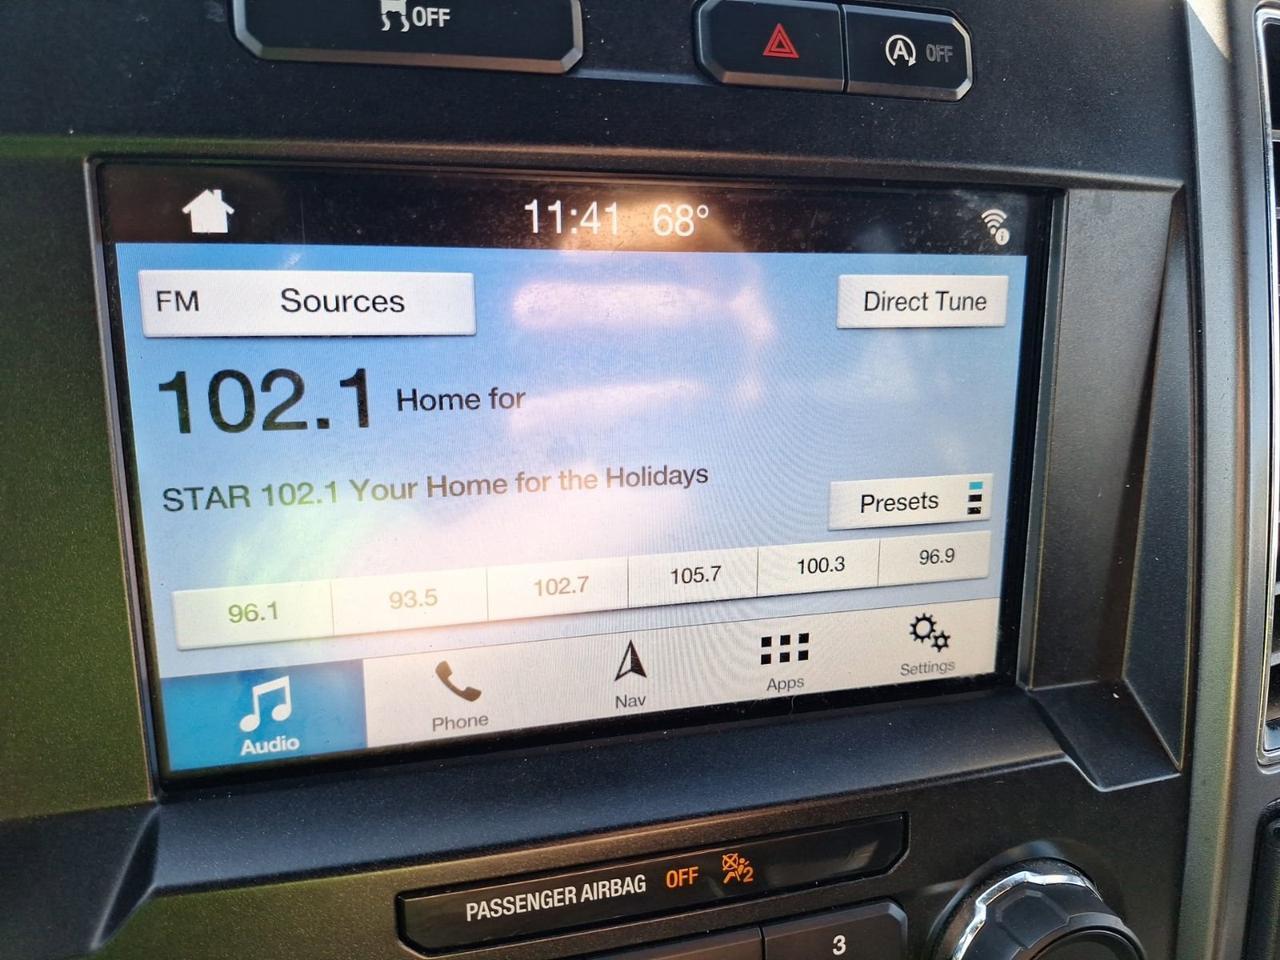 OFF
OFF
11:41 68°
FM Sources
Direct Tune
102.1 Home for
STAR 102.1 Your Home for the Holidays
Presets
96.1 93.5 102.7 105.7 100.3 96.9
Audio Phone Nav Apps Settings
PASSENGER AIRBAG OFF 2
3